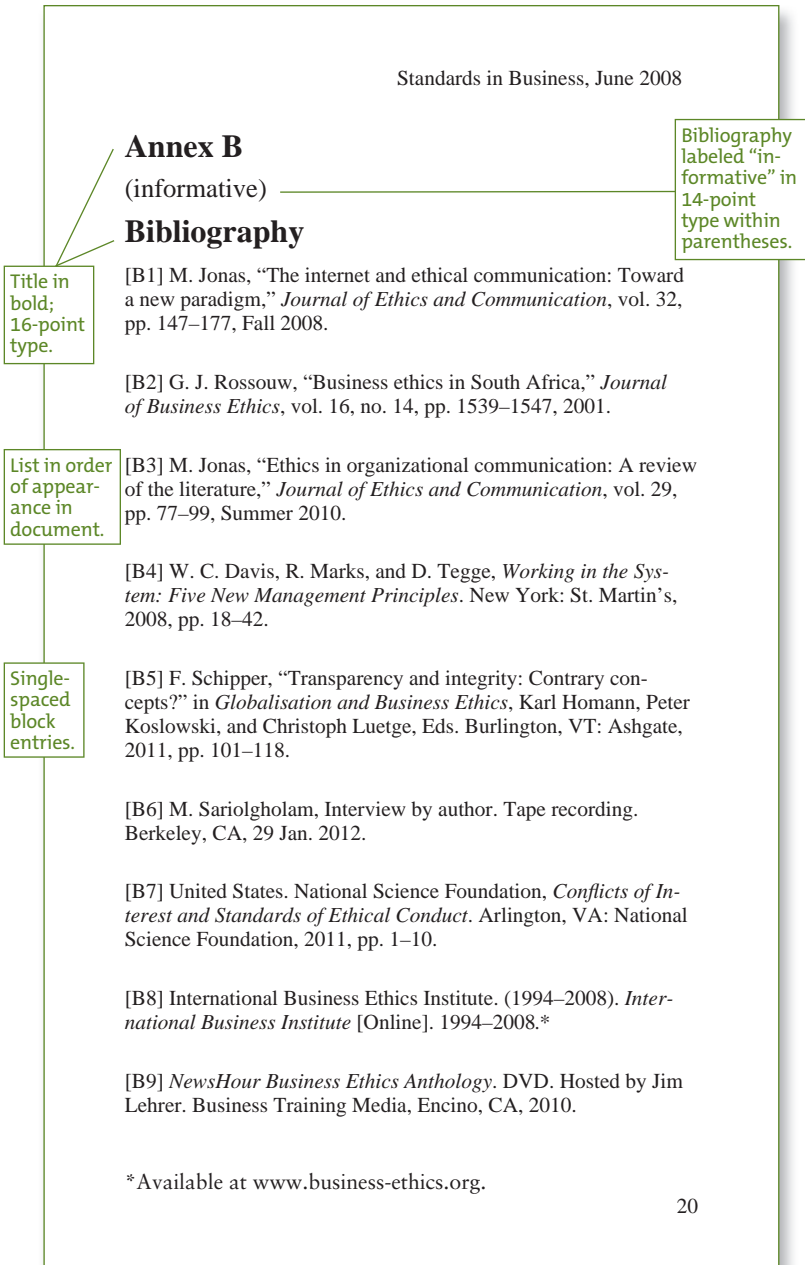 Standards in Business, June 2008
Annex B
(informative)
Bibliography
Bibliography
labeled “in-
formative” in
14-point
type within
parentheses.
Title in
bold;
16-point
type.
[B1] M. Jonas, “The internet and ethical communication: Toward
a new paradigm,” Journal of Ethics and Communication, vol. 32,
pp. 147–177, Fall 2008.
[B2] G. J. Rossouw, “Business ethics in South Africa,” Journal
of Business Ethics, vol. 16, no. 14, pp. 1539–1547, 2001.
List in order
of appear-
ance in
document.
[B3] M. Jonas, “Ethics in organizational communication: A review
of the literature,” Journal of Ethics and Communication, vol. 29,
pp. 77–99, Summer 2010.
[B4] W. C. Davis, R. Marks, and D. Tegge, Working in the Sys-
tem: Five New Management Principles. New York: St. Martin’s,
2008, pp. 18–42.
Single-
spaced
block
entries.
[B5] F. Schipper, “Transparency and integrity: Contrary con-
cepts?” in Globalisation and Business Ethics, Karl Homann, Peter
Koslowski, and Christoph Luetge, Eds. Burlington, VT: Ashgate,
2011, pp. 101–118.
[B6] M. Sariolgholam, Interview by author. Tape recording.
Berkeley, CA, 29 Jan. 2012.
[B7] United States. National Science Foundation, Conflicts of In-
terest and Standards of Ethical Conduct. Arlington, VA: National
Science Foundation, 2011, pp. 1–10.
[B8] International Business Ethics Institute. (1994–2008). Inter-
national Business Institute [Online]. 1994–2008.*
[B9] NewsHour Business Ethics Anthology. DVD. Hosted by Jim
Lehrer. Business Training Media, Encino, CA, 2010.
*Available at www.business-ethics.org.
20